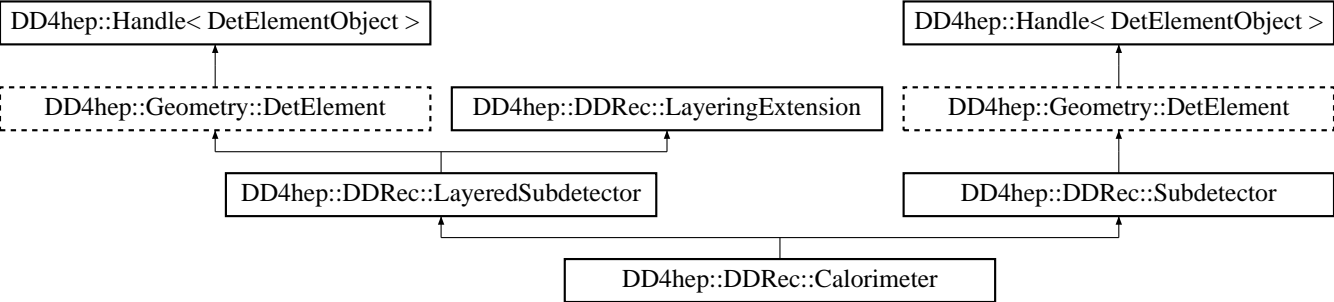 DD4hep::Handle< DetElementObject >
DD4hep::Handle< DetElementObject >
DD4hep::Geometry::DetElement
DD4hep::DDRec::LayeringExtension
DD4hep::Geometry::DetElement
DD4hep::DDRec::LayeredSubdetector
DD4hep::DDRec::Subdetector
DD4hep::DDRec::Calorimeter